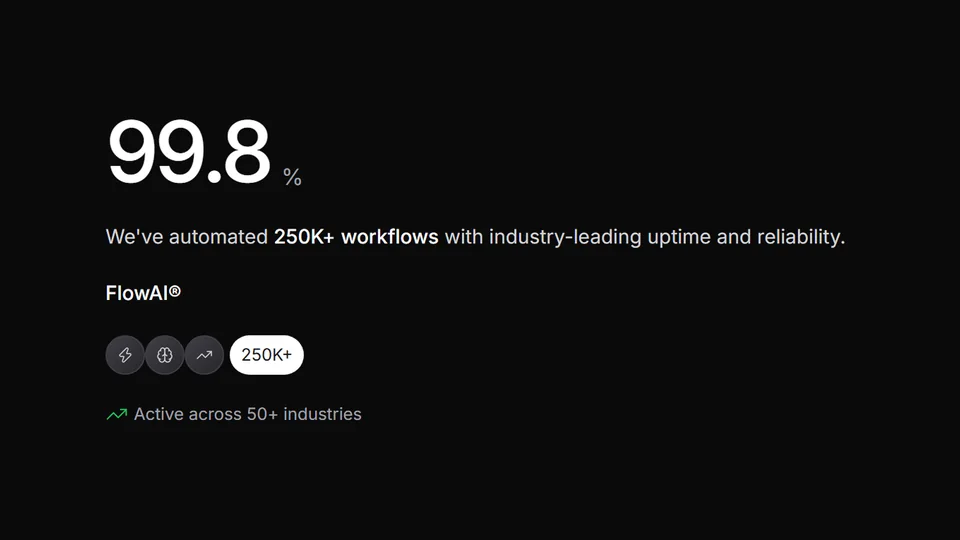 99.8 %
We've automated 250K+ workflows with industry-leading uptime and reliability.
FlowAI®
250K+
Active across 50+ industries